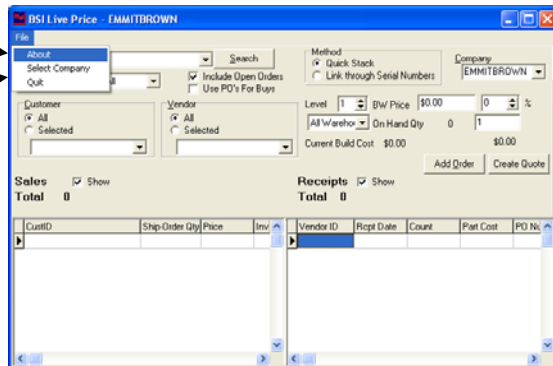 BSI Live Price - EMMITBROWN
File
About
Select Company
Quit
Search
All
Include Open Orders
Use PO's For Buys
Method
Quick Stack
Link through Serial Numbers
Company
EMMITBROWN
Customer
All
Selected
Vendor
All
Selected
Level 1 BW Price $0.00 0 %
All Warehou On Hand Qty 0 1
Current Build Cost $0.00 $0.00
Add Order Create Quote
Sales Show
Total 0
Receipts Show
Total 0
CustID Ship-Order Qty Price Inv
Vendor ID Rcpt Date Count Part Cost PO Nu